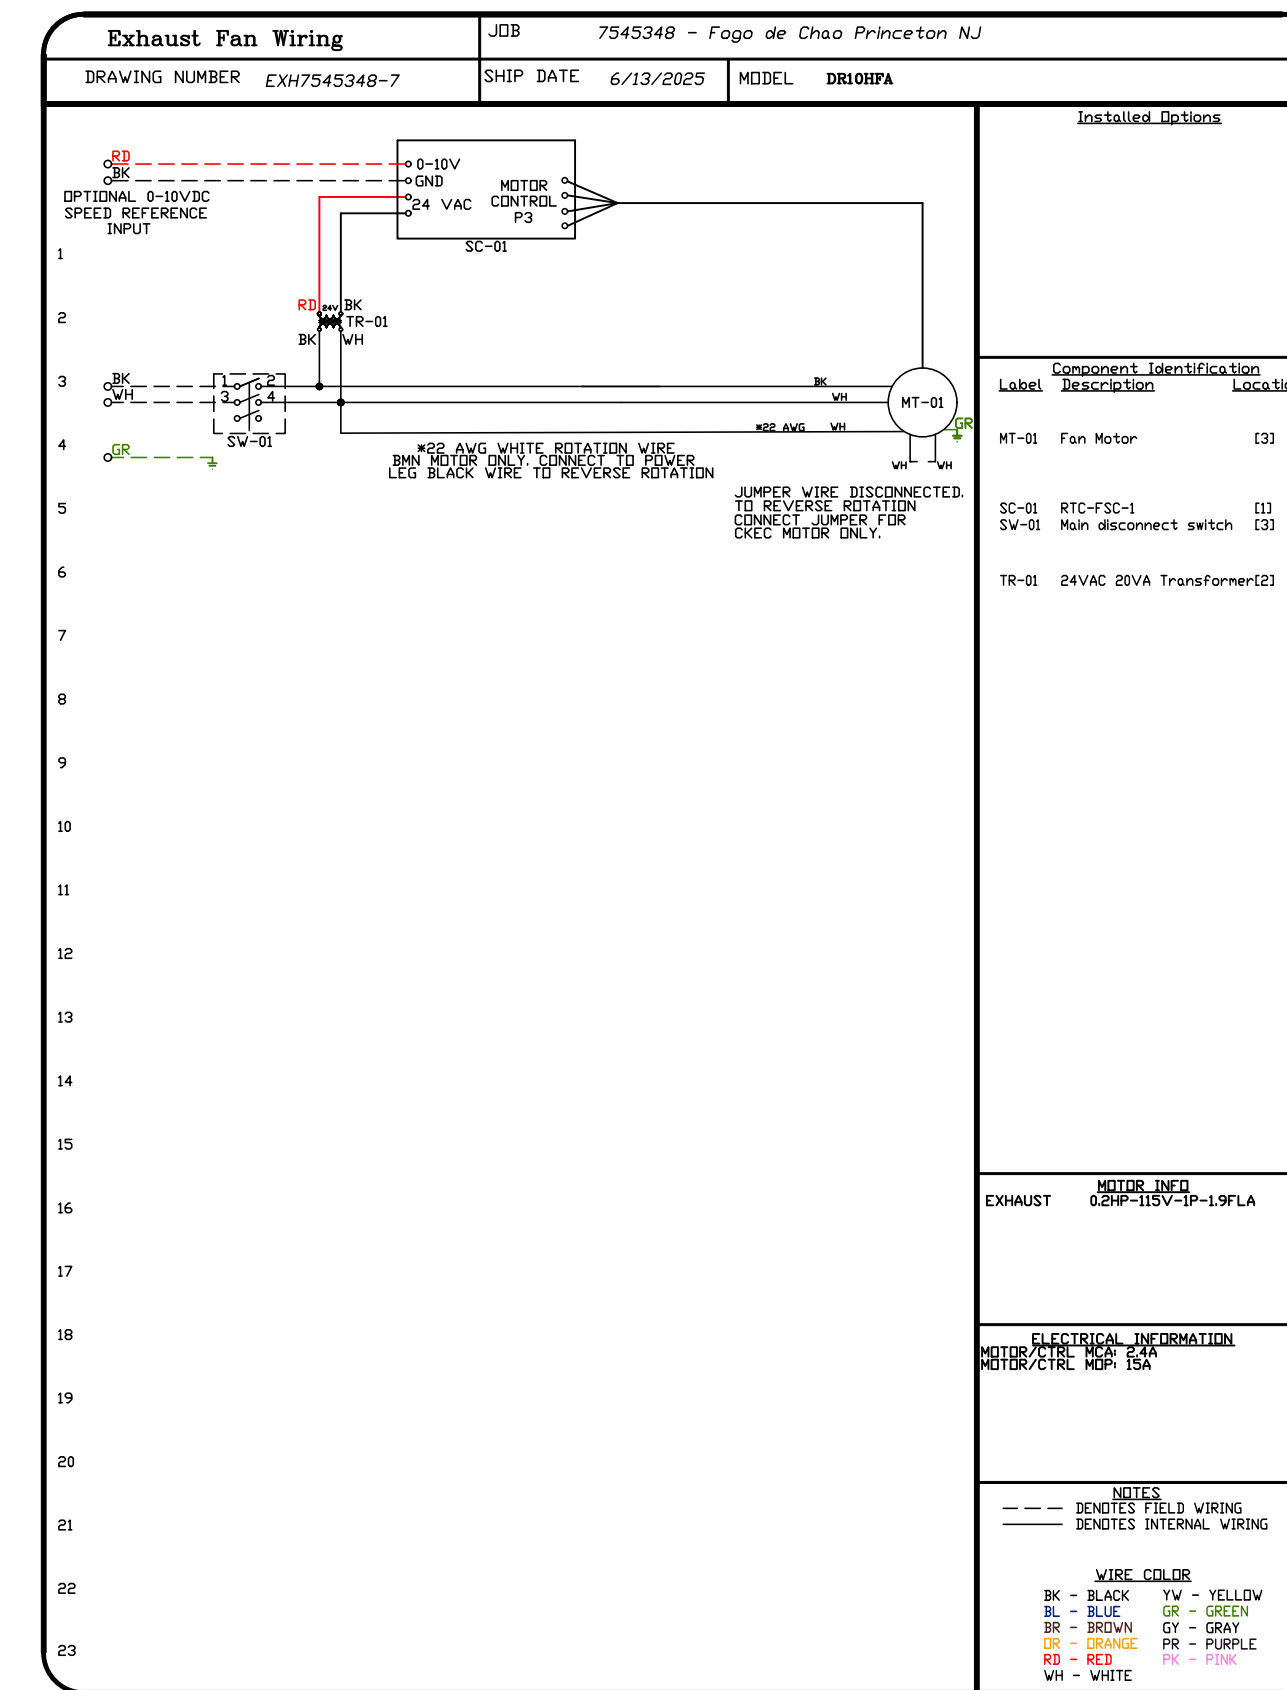 Exhaust Fan Wiring
JOB 7545348 - Fogo de Chao Princeton NJ
DRAWING NUMBER EXH7545348-7
SHIP DATE 6/13/2025
MODEL DR10HFA
RD
BK
OPTIONAL 0-10VDC
SPEED REFERENCE
INPUT
0-10V
GND
24 VAC
MOTOR
CONTROL
P3
SC-01
1
2
RD 24V BK
TR-01
BK WH
3
BK
WH
1 2
3 4
SW-01
BK
WH
MT-01
GR
*22 AWG WH
4
GR
*22 AWG WHITE ROTATION WIRE
BMN MOTOR ONLY. CONNECT TO POWER
LEG BLACK WIRE TO REVERSE ROTATION
WH WH
JUMPER WIRE DISCONNECTED.
TO REVERSE ROTATION
CONNECT JUMPER FOR
CKEC MOTOR ONLY.
5
6
7
8
9
10
11
12
13
14
15
16
17
18
19
20
21
22
23
Installed Options
Component Identification
Label Description Locatio
MT-01 Fan Motor [3]
SC-01 RTC-FSC-1 [1]
SW-01 Main disconnect switch [3]
TR-01 24VAC 20VA Transformer[2]
MOTOR INFO
EXHAUST 0.2HP-115V-1P-1.9FLA
ELECTRICAL INFORMATION
MOTOR/CTRL MCA: 2.4A
MOTOR/CTRL MOP: 15A
NOTES
DENOTES FIELD WIRING
DENOTES INTERNAL WIRING
WIRE COLOR
BK - BLACK YW - YELLOW
BL - BLUE GR - GREEN
BR - BROWN GY - GRAY
OR - ORANGE PR - PURPLE
RD - RED PK - PINK
WH - WHITE